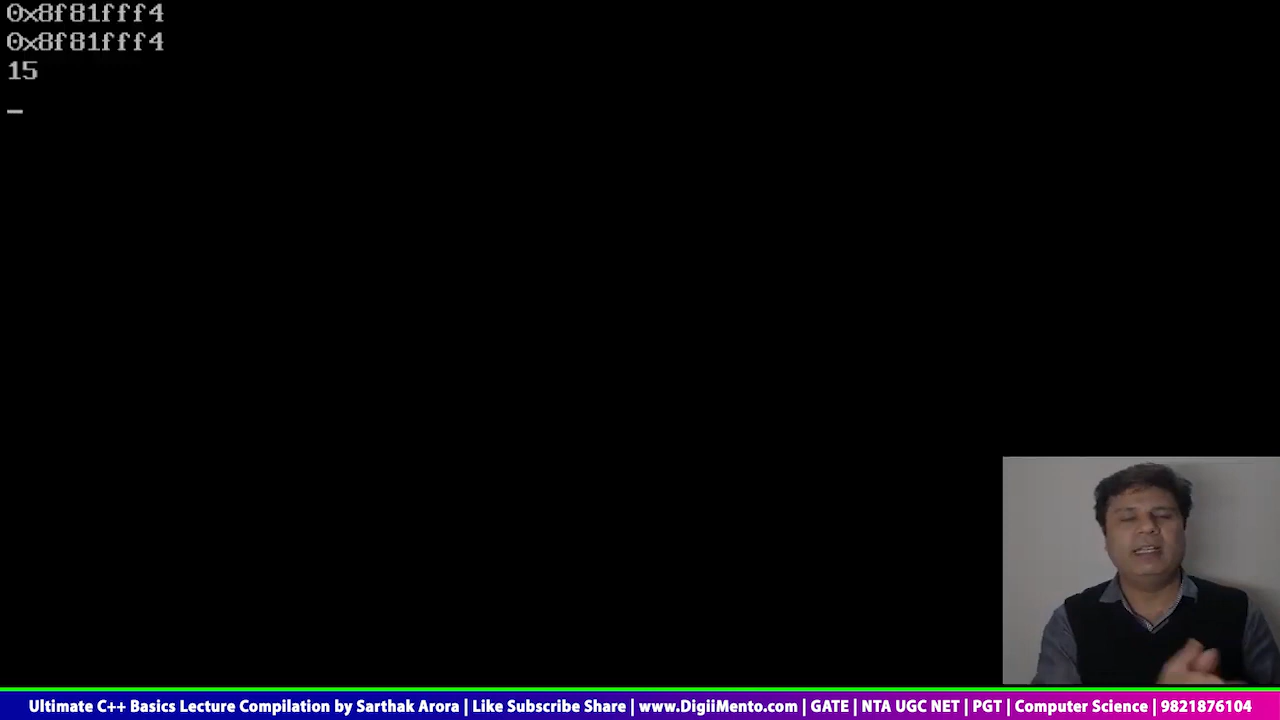 0x8f81fff4
0x8f81fff4
15
_
Ultimate C++ Basics Lecture Compilation by Sarthak Arora | Like Subscribe Share | www.DigiiMento.com | GATE | NTA UGC NET | PGT | Computer Science | 9821876104